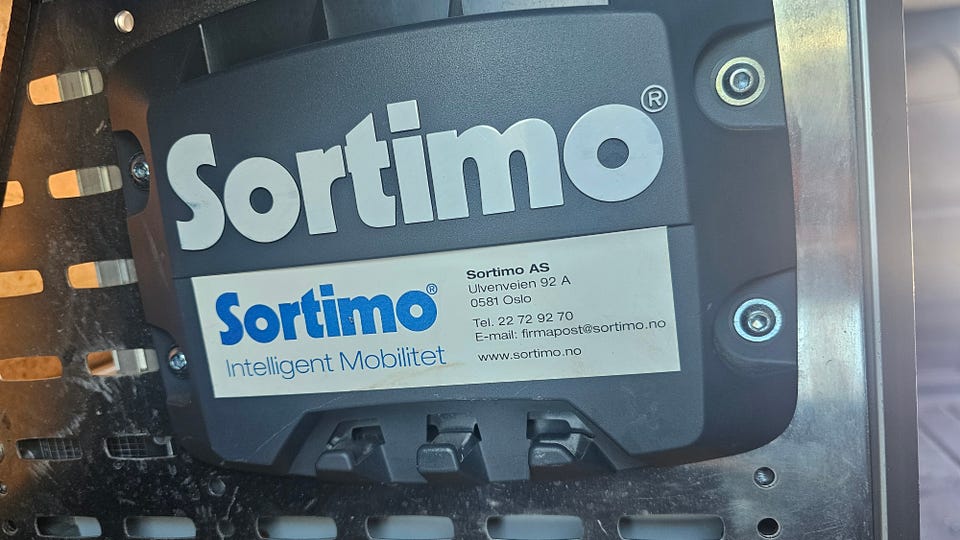 Sortimo®
Sortimo®
Intelligent Mobilitet
Sortimo AS
Ulvenveien 92 A
0581 Oslo
Tel. 22 72 92 70
E-mail: firmapost@sortimo.no
www.sortimo.no